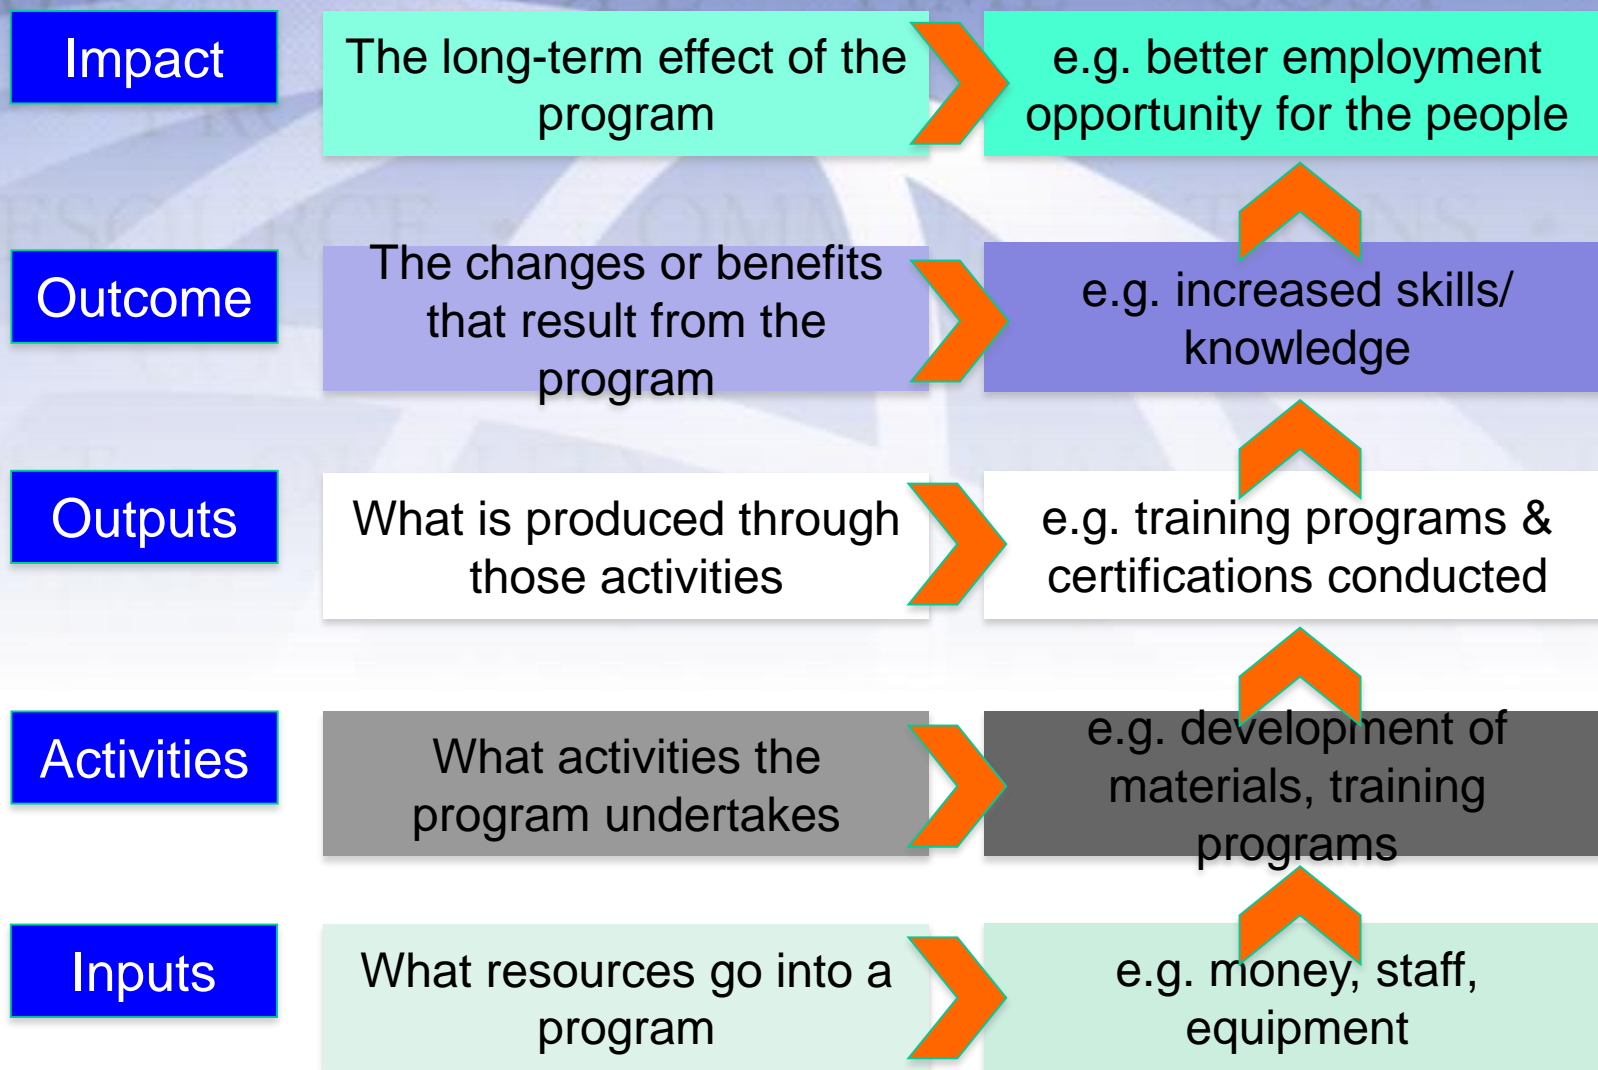 Impact
The long-term effect of the
program
e.g. better employment
opportunity for the people
Outcome
The changes or benefits
that result from the
program
e.g. increased skills/
knowledge
Outputs
What is produced through
those activities
e.g. training programs &
certifications conducted
Activities
What activities the
program undertakes
e.g. development of
materials, training
programs
Inputs
What resources go into a
program
e.g. money, staff,
equipment